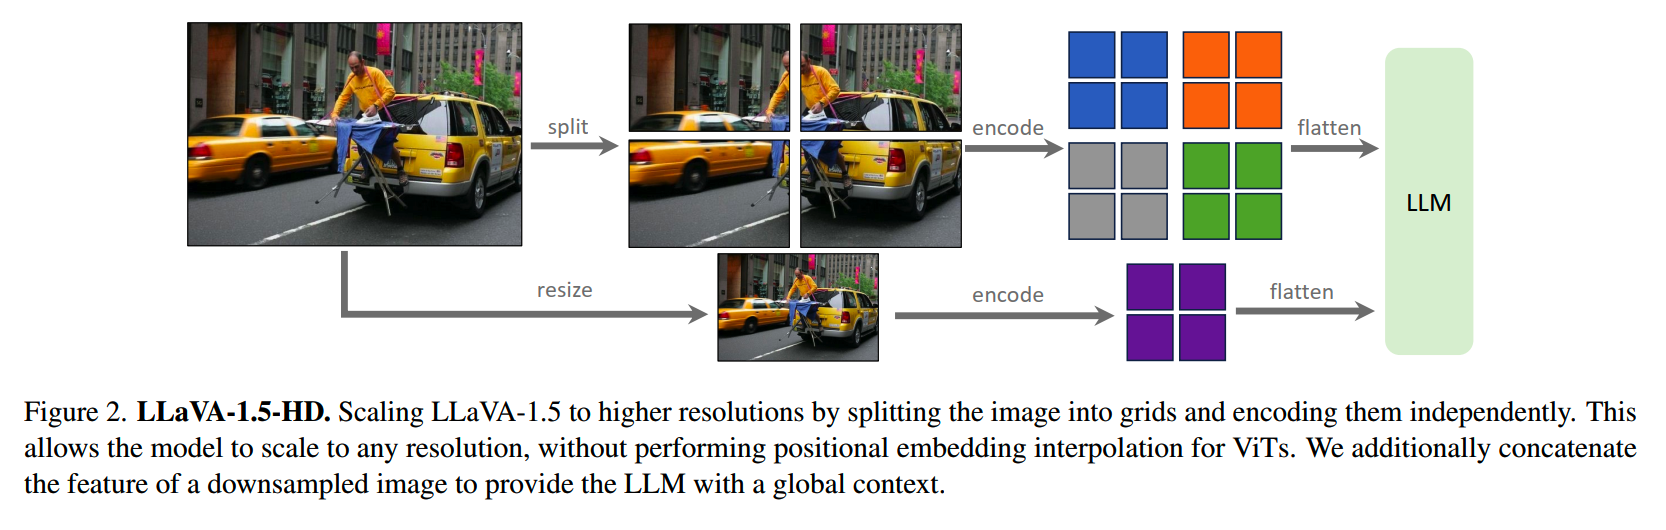 split
encode
flatten
LLM
resize
encode
flatten
Figure 2. LLaVA-1.5-HD. Scaling LLaVA-1.5 to higher resolutions by splitting the image into grids and encoding them independently. This
allows the model to scale to any resolution, without performing positional embedding interpolation for ViTs. We additionally concatenate
the feature of a downsampled image to provide the LLM with a global context.